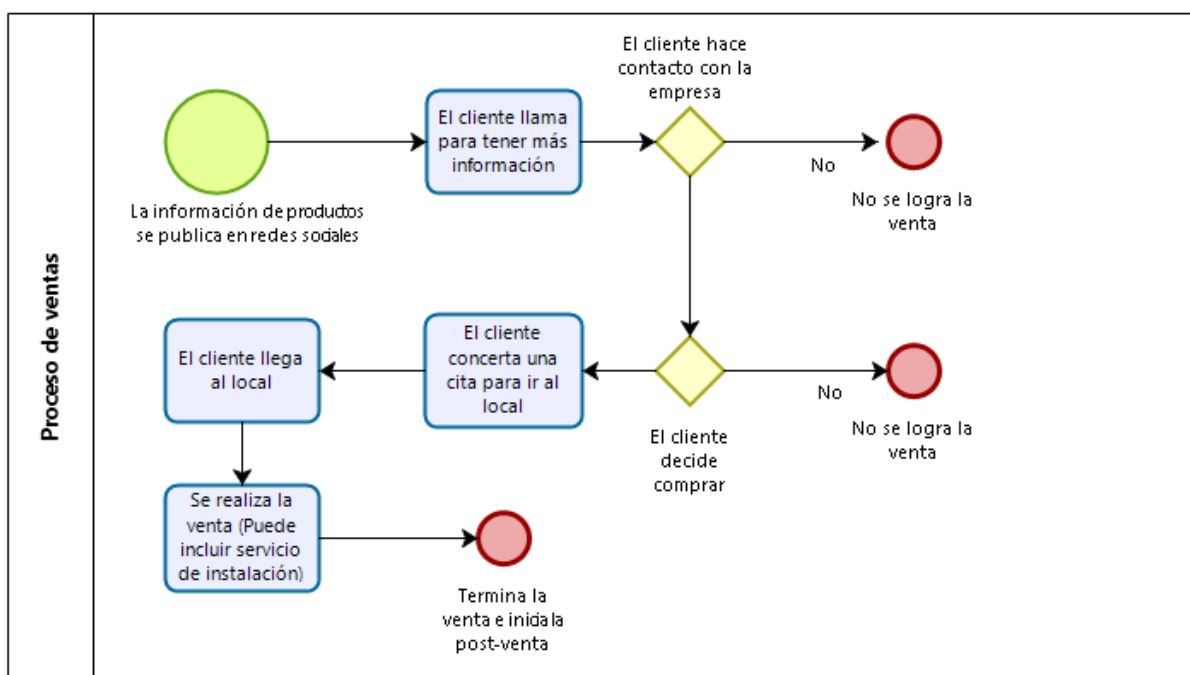 Proceso de ventas
La información de productos
se publica en redes sociales
El cliente llama
para tener más
información
El cliente hace
contacto con la
empresa
No
No se logra la
venta
El cliente
decide
comprar
No
No se logra la
venta
El cliente
concerta una
cita para ir al
local
El cliente llega
al local
Se realiza la
venta (Puede
incluir servicio
de instalación)
Termina la
venta e inicia la
post-venta